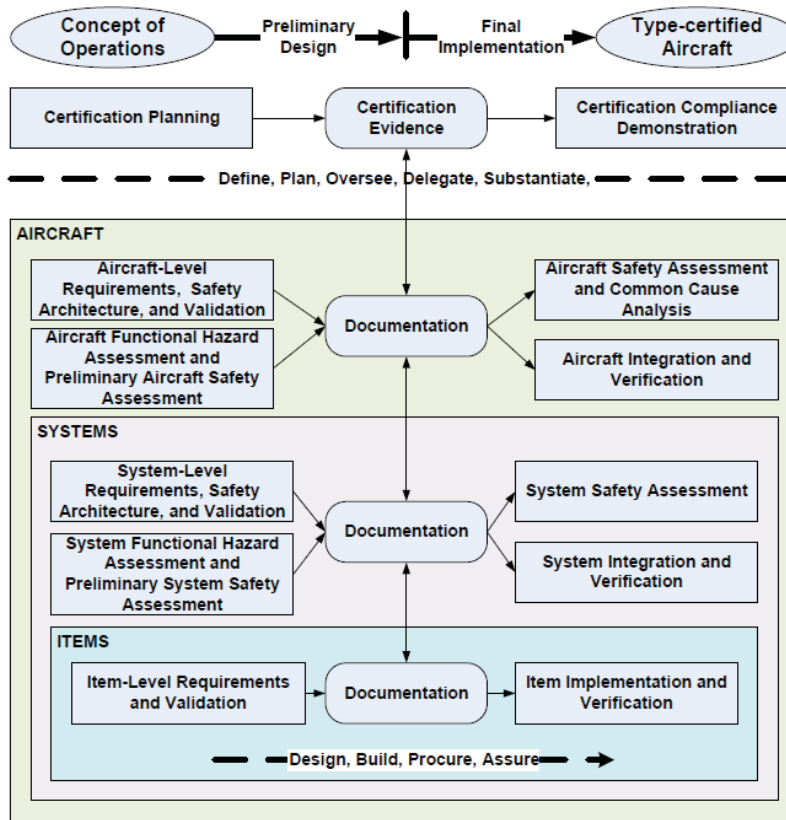 Concept of
Operations
Preliminary
Design
Final
Implementation
Type-certified
Aircraft
Certification Planning
Certification
Evidence
Certification Compliance
Demonstration
Define, Plan, Oversee, Delegate, Substantiate,
AIRCRAFT
Aircraft-Level
Requirements, Safety
Architecture, and Validation
Aircraft Functional Hazard
Assessment and
Preliminary Aircraft Safety
Assessment
Documentation
Aircraft Safety Assessment
and Common Cause
Analysis
Aircraft Integration and
Verification
SYSTEMS
System-Level
Requirements, Safety
Architecture, and Validation
System Functional Hazard
Assessment and
Preliminary System Safety
Assessment
Documentation
System Safety Assessment
System Integration and
Verification
ITEMS
Item-Level Requirements
and Validation
Documentation
Item Implementation and
Verification
Design, Build, Procure, Assure